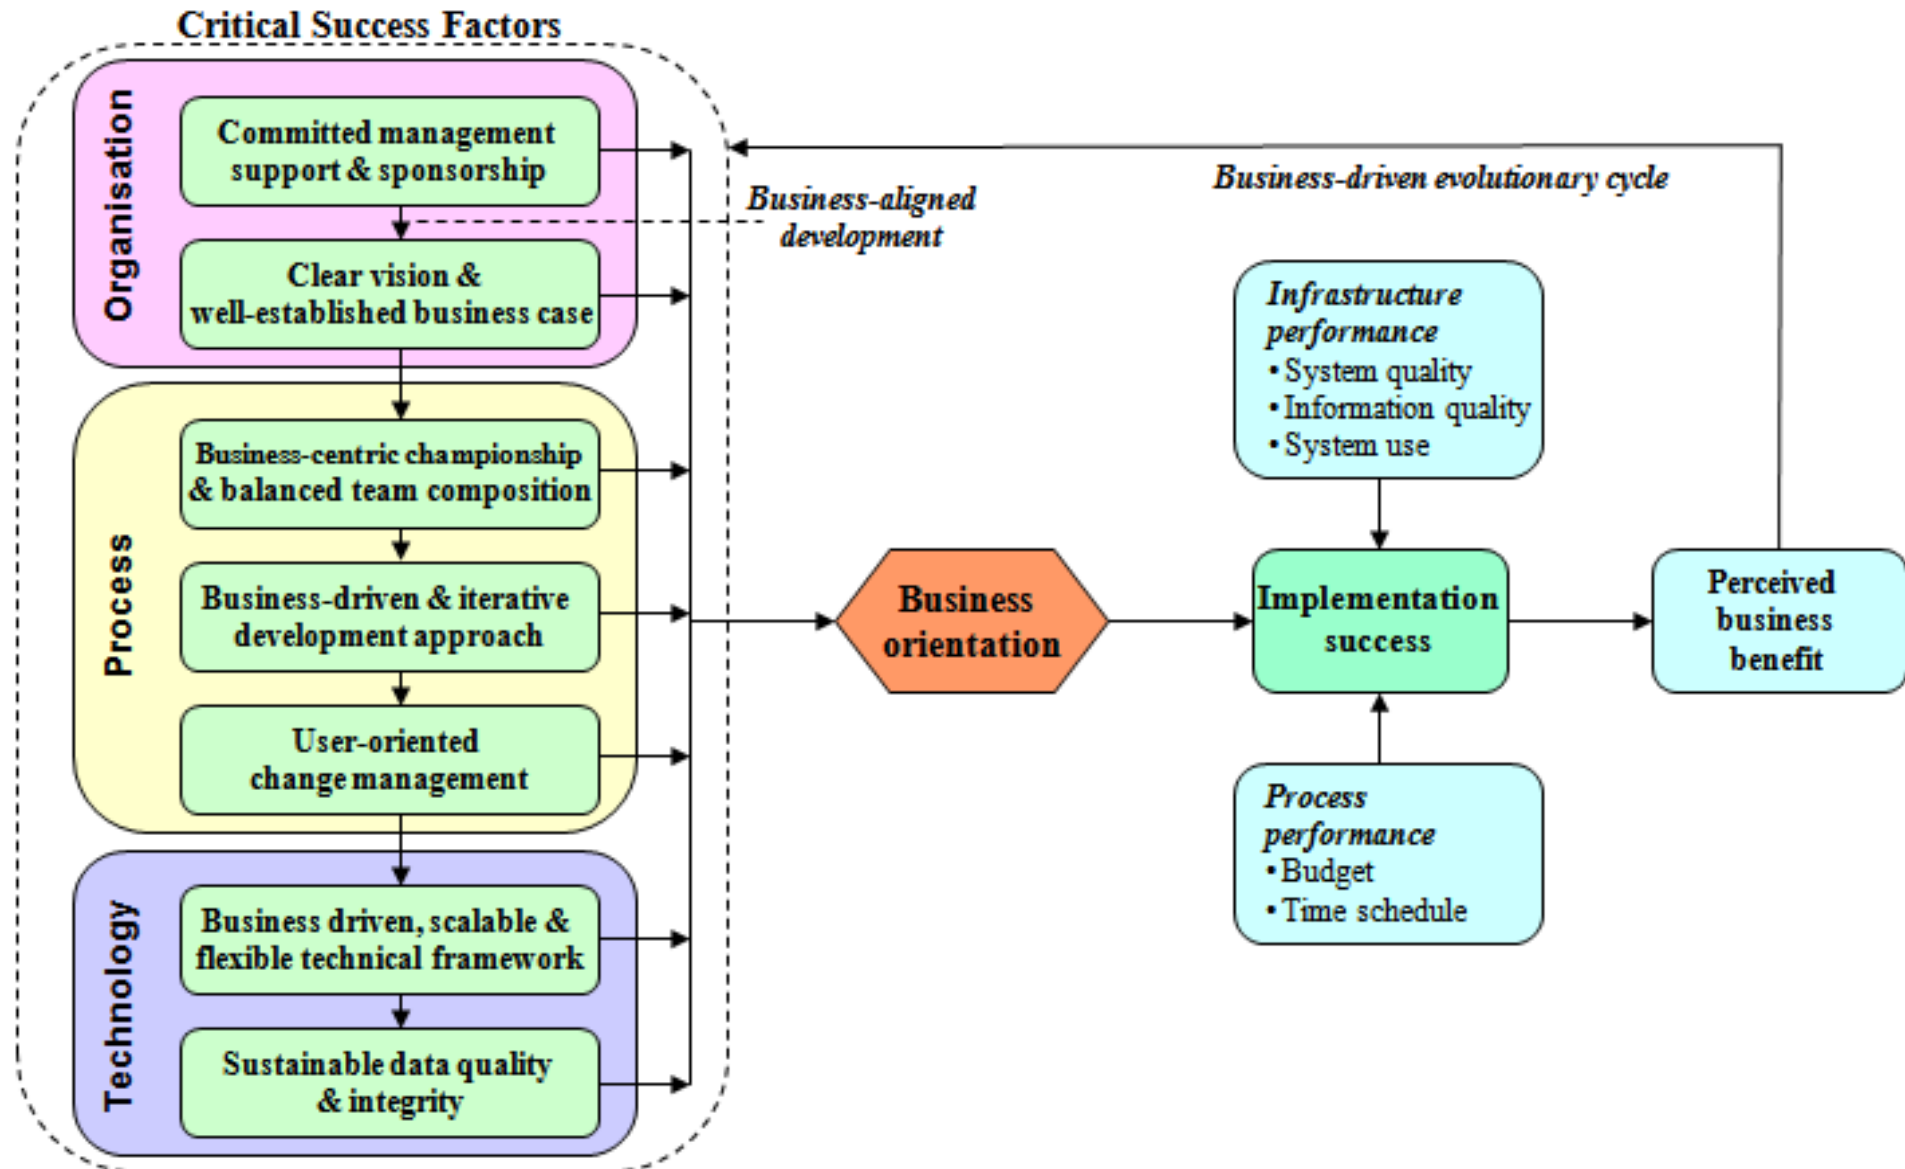 Critical Success Factors
Organisation
Committed management
support & sponsorship
Clear vision &
well-established business case
Process
Business-centric championship
& balanced team composition
Business-driven & iterative
development approach
User-oriented
change management
Technology
Business driven, scalable &
flexible technical framework
Sustainable data quality
& integrity
Business-aligned
development
Business-driven evolutionary cycle
Business
orientation
Infrastructure
performance
• System quality
• Information quality
• System use
Implementation
success
Process
performance
• Budget
• Time schedule
Perceived
business
benefit